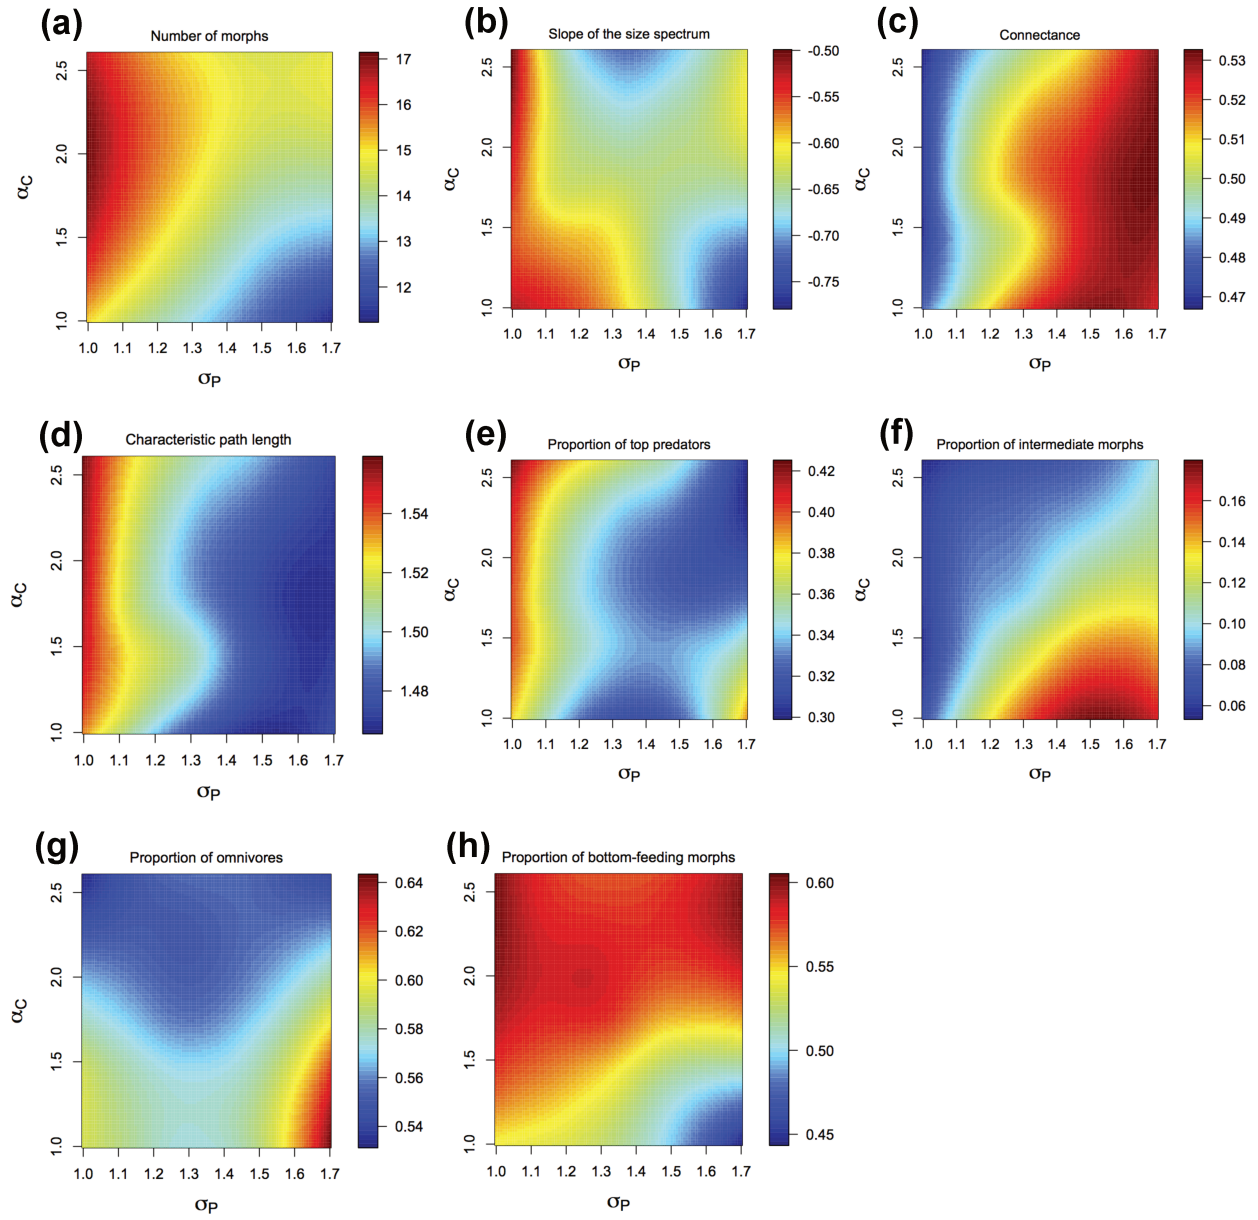 (a)
Number of morphs
2.5
2.0
1.5
1.0
αC
1.0 1.1 1.2 1.3 1.4 1.5 1.6 1.7
σP
17
16
15
14
13
12
(b)
Slope of the size spectrum
2.5
2.0
1.5
1.0
αC
1.0 1.1 1.2 1.3 1.4 1.5 1.6 1.7
σP
-0.50
-0.55
-0.60
-0.65
-0.70
-0.75
(c)
Connectance
2.5
2.0
1.5
1.0
αC
1.0 1.1 1.2 1.3 1.4 1.5 1.6 1.7
σP
0.53
0.52
0.51
0.50
0.49
0.48
0.47
(d)
Characteristic path length
2.5
2.0
1.5
1.0
αC
1.0 1.1 1.2 1.3 1.4 1.5 1.6 1.7
σP
1.54
1.52
1.50
1.48
(e)
Proportion of top predators
2.5
2.0
1.5
1.0
αC
1.0 1.1 1.2 1.3 1.4 1.5 1.6 1.7
σP
0.42
0.40
0.38
0.36
0.34
0.32
0.30
(f)
Proportion of intermediate morphs
2.5
2.0
1.5
1.0
αC
1.0 1.1 1.2 1.3 1.4 1.5 1.6 1.7
σP
0.16
0.14
0.12
0.10
0.08
0.06
(g)
Proportion of omnivores
2.5
2.0
1.5
1.0
αC
1.0 1.1 1.2 1.3 1.4 1.5 1.6 1.7
σP
0.64
0.62
0.60
0.58
0.56
0.54
(h)
Proportion of bottom-feeding morphs
2.5
2.0
1.5
1.0
1.0 1.1 1.2 1.3 1.4 1.5 1.6 1.7
σP
0.60
0.55
0.50
0.45